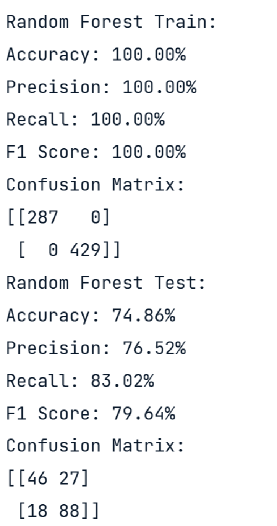 Random Forest Train:
Accuracy: 100.00%
Precision: 100.00%
Recall: 100.00%
F1 Score: 100.00%
Confusion Matrix:
[[287   0]
 [  0 429]]
Random Forest Test:
Accuracy: 74.86%
Precision: 76.52%
Recall: 83.02%
F1 Score: 79.64%
Confusion Matrix:
[[46 27]
 [18 88]]